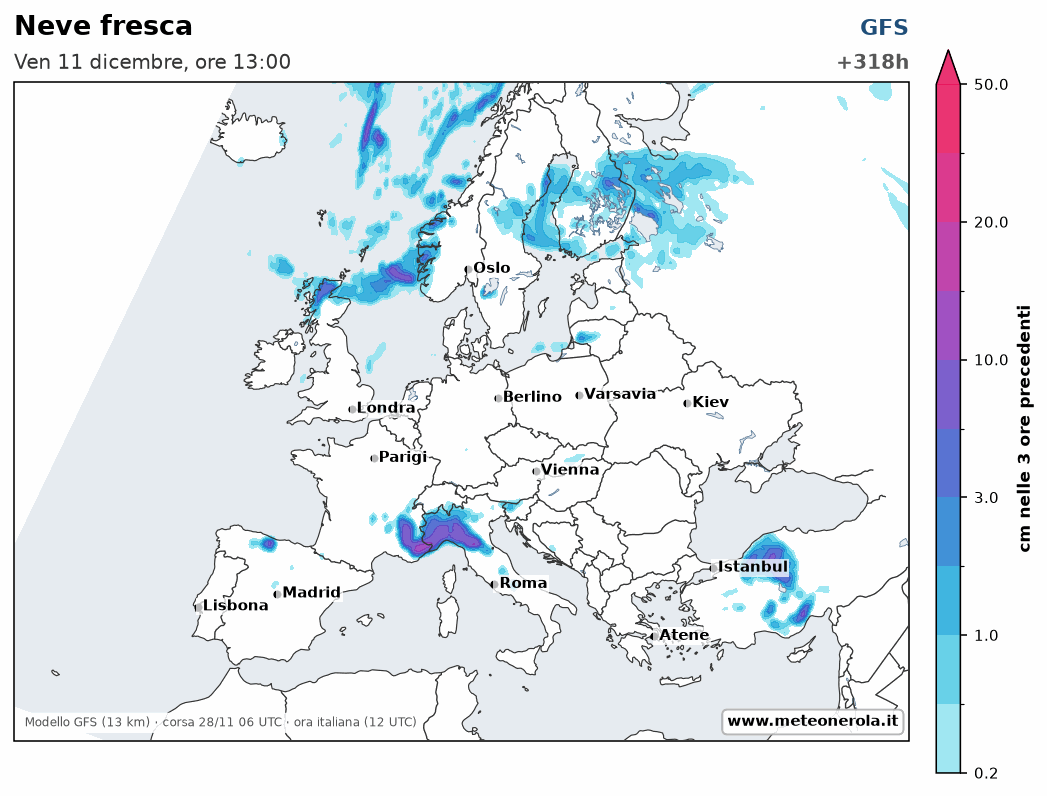 Neve fresca
GFS
Ven 11 dicembre, ore 13:00
+318h
50.0
20.0
10.0
3.0
1.0
0.2
cm nelle 3 ore precedenti
Oslo
Berlino
Varsavia
Kiev
Londra
Parigi
Vienna
Istanbul
Roma
Madrid
Lisbona
Atene
Modello GFS (13 km) · corsa 28/11 06 UTC · ora italiana (12 UTC)
www.meteonerola.it